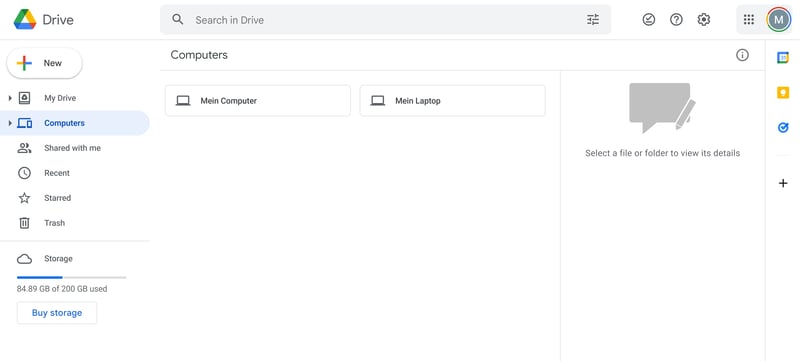 Drive
Search in Drive
M
New
Computers
My Drive
Mein Computer
Mein Laptop
Computers
Shared with me
Select a file or folder to view its details
Recent
Starred
Trash
Storage
84.89 GB of 200 GB used
Buy storage